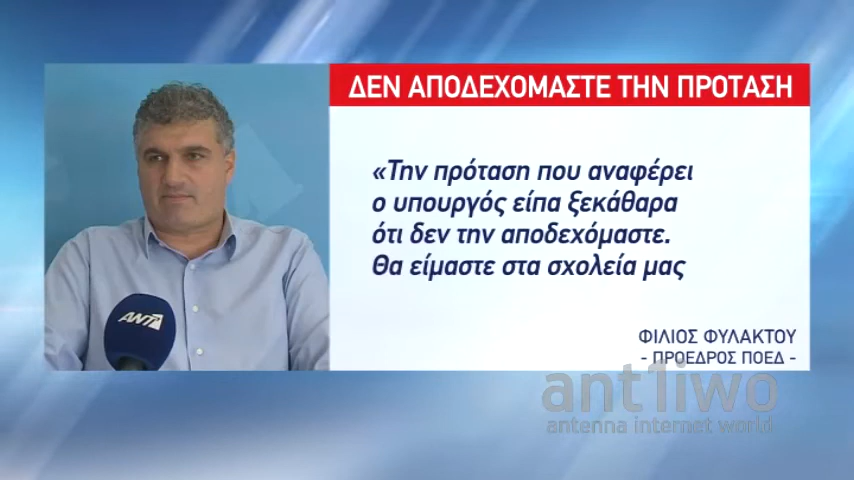 ΔΕΝ ΑΠΟΔΕΧΟΜΑΣΤΕ ΤΗΝ ΠΡΟΤΑΣΗ
«Την πρόταση που αναφέρει
ο υπουργός είπα ξεκάθαρα
ότι δεν την αποδεχόμαστε.
Θα είμαστε στα σχολεία μας
ΦΙΛΙΟΣ ΦΥΛΑΚΤΟΥ
- ΠΡΟΕΔΡΟΣ ΠΟΕΔ -
ANT1
ant1iwo
antenna internet world